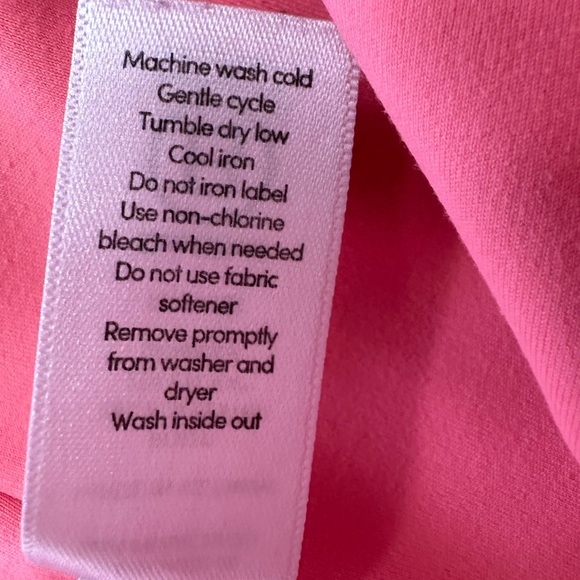 Machine wash cold
Gentle cycle
Tumble dry low
Cool iron
Do not iron label
Use non-chlorine
bleach when needed
Do not use fabric
softener
Remove promptly
from washer and
dryer
Wash inside out